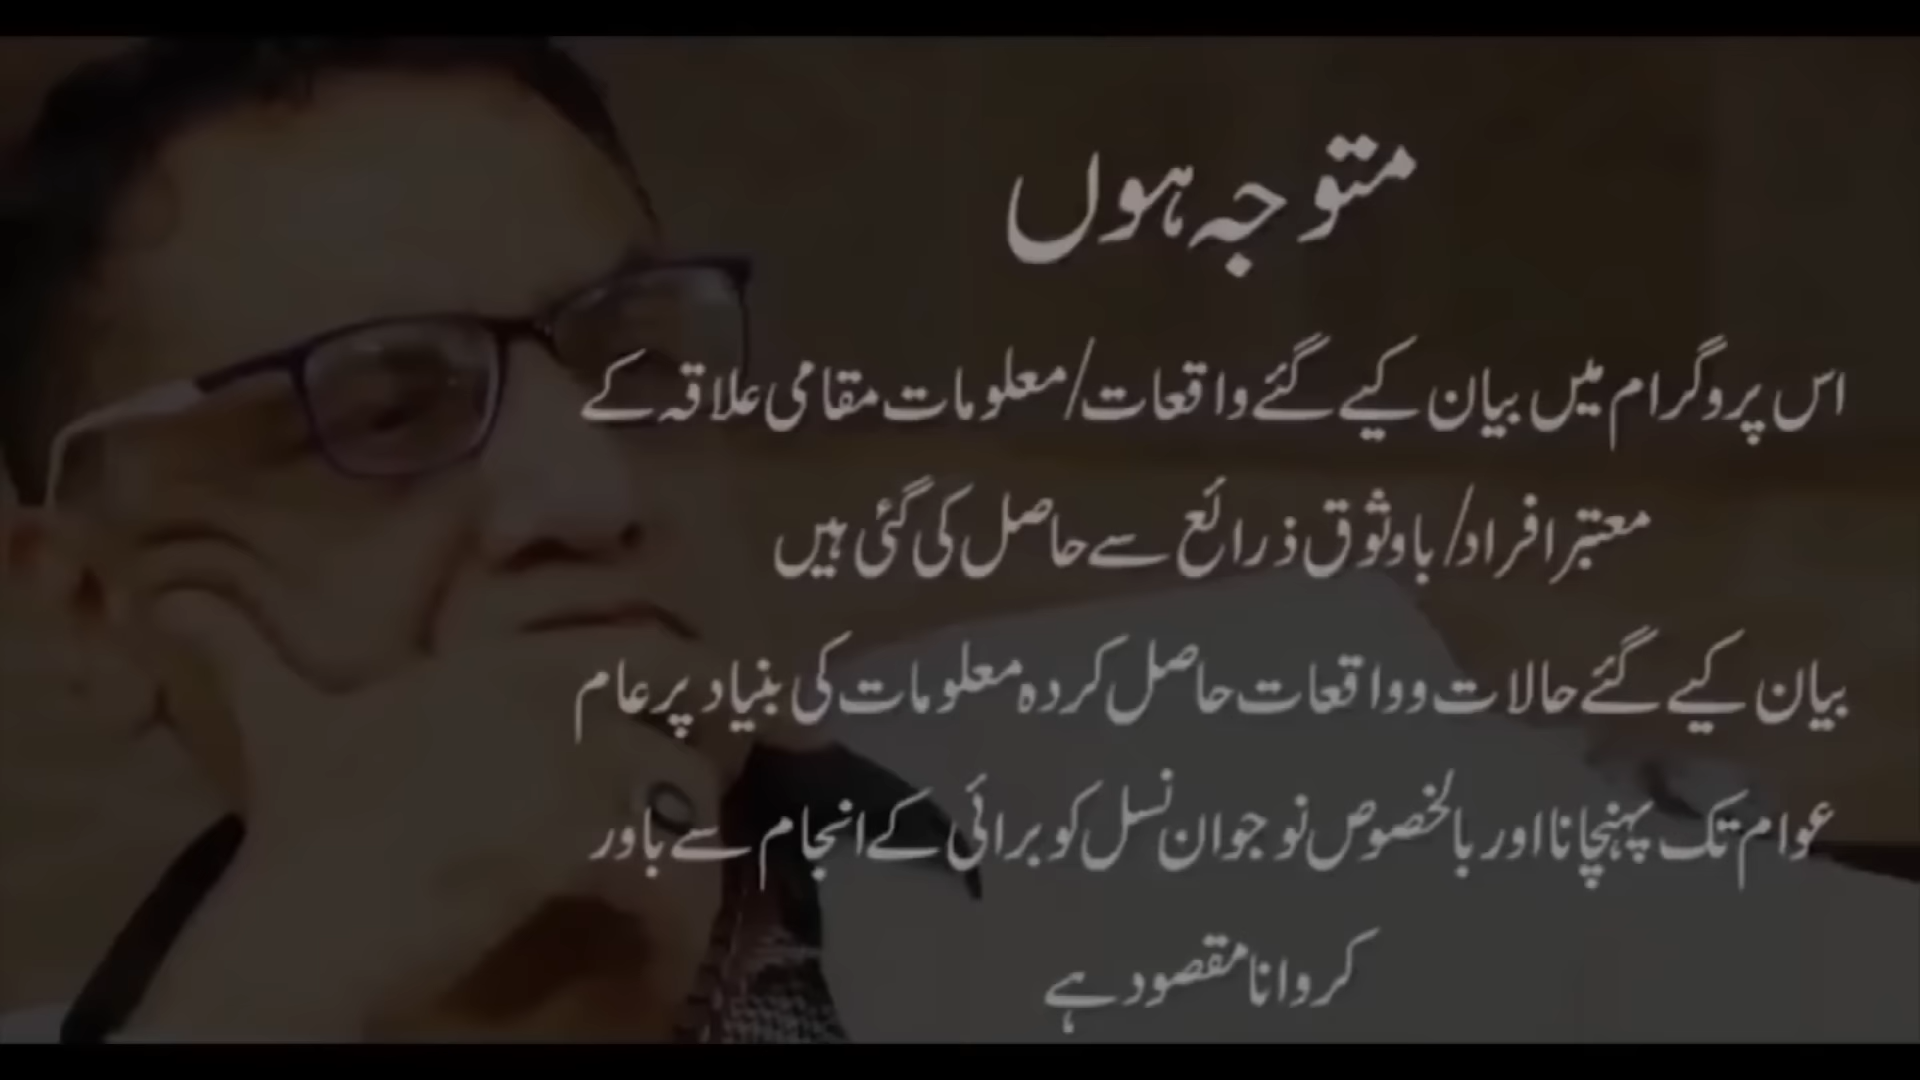 متوجہ ہوں
اس پروگرام میں بیان کیے گئے واقعات/معلومات مقامی علاقہ کے
معتبر افراد/ باوثوق ذرائع سے حاصل کی گئی ہیں
بیان کیے گئے حالات و واقعات حاصل کردہ معلومات کی بنیاد پر عام
عوام تک پہنچانا اور بالخصوص نوجوان نسل کو برائی کے انجام سے باور
کروانا مقصود ہے